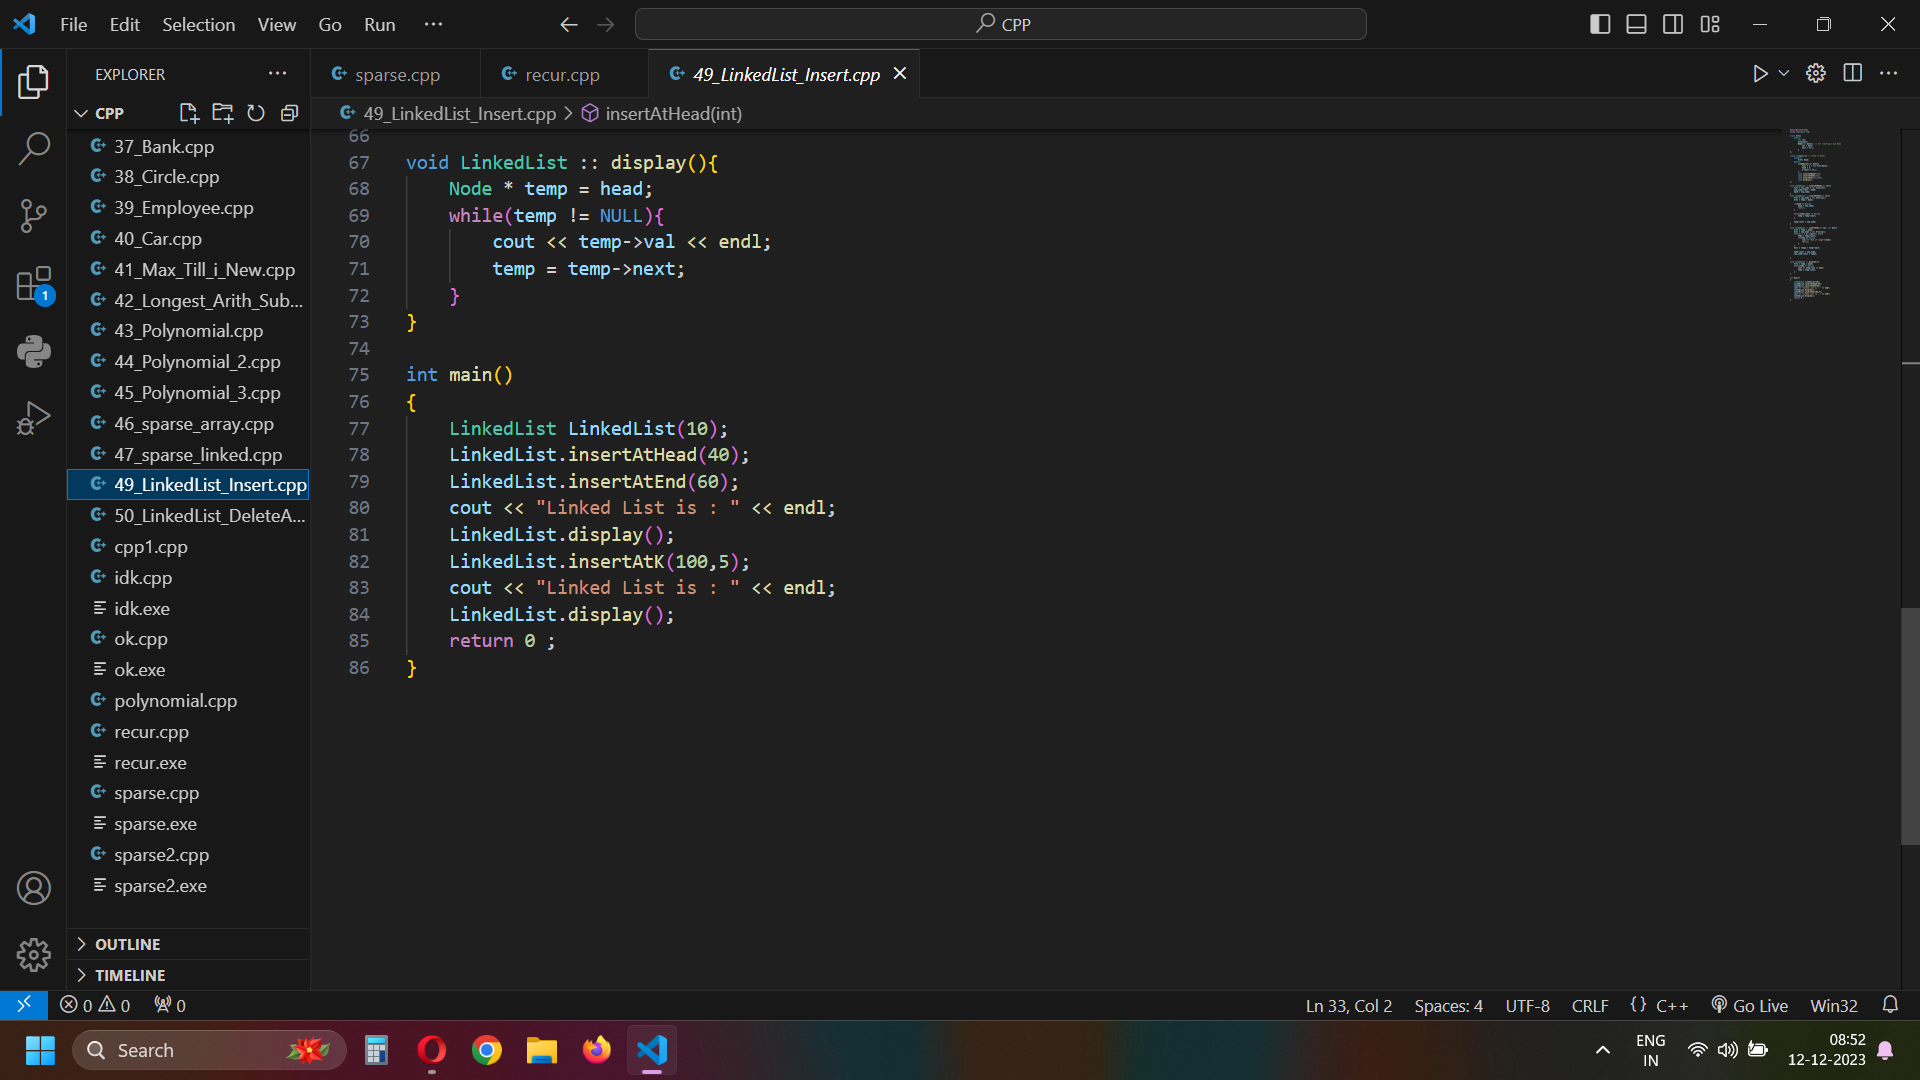 File Edit Selection View Go Run ···
CPP
EXPLORER ···
sparse.cpp recur.cpp 49_LinkedList_Insert.cpp
CPP
49_LinkedList_Insert.cpp > insertAtHead(int)
37_Bank.cpp
38_Circle.cpp
39_Employee.cpp
40_Car.cpp
41_Max_Till_i_New.cpp
42_Longest_Arith_Sub...
43_Polynomial.cpp
44_Polynomial_2.cpp
45_Polynomial_3.cpp
46_sparse_array.cpp
47_sparse_linked.cpp
49_LinkedList_Insert.cpp
50_LinkedList_DeleteA...
cpp1.cpp
idk.cpp
idk.exe
ok.cpp
ok.exe
polynomial.cpp
recur.cpp
recur.exe
sparse.cpp
sparse.exe
sparse2.cpp
sparse2.exe
OUTLINE
TIMELINE
66
67 void LinkedList :: display(){
68 Node * temp = head;
69 while(temp != NULL){
70 cout << temp->val << endl;
71 temp = temp->next;
72 }
73 }
74
75 int main()
76 {
77 LinkedList LinkedList(10);
78 LinkedList.insertAtHead(40);
79 LinkedList.insertAtEnd(60);
80 cout << "Linked List is : " << endl;
81 LinkedList.display();
82 LinkedList.insertAtK(100,5);
83 cout << "Linked List is : " << endl;
84 LinkedList.display();
85 return 0 ;
86 }
1
0 0 0
Ln 33, Col 2 Spaces: 4 UTF-8 CRLF {} C++ Go Live Win32
Search
ENG
IN
08:52
12-12-2023